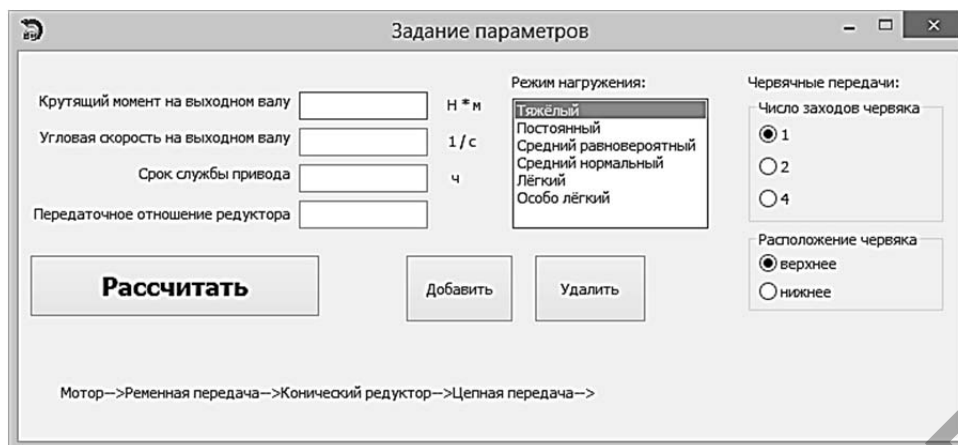 Задание параметров
Крутящий момент на выходном валу
Н * м
Угловая скорость на выходном валу
1/с
Срок службы привода
ч
Передаточное отношение редуктора
Режим нагружения:
Тяжёлый
Постоянный
Средний равновероятный
Средний нормальный
Лёгкий
Особо лёгкий
Червячные передачи:
Число заходов червяка
1
2
4
Расположение червяка
верхнее
нижнее
Рассчитать
Добавить
Удалить
Мотор-->Ременная передача-->Конический редуктор-->Цепная передача-->